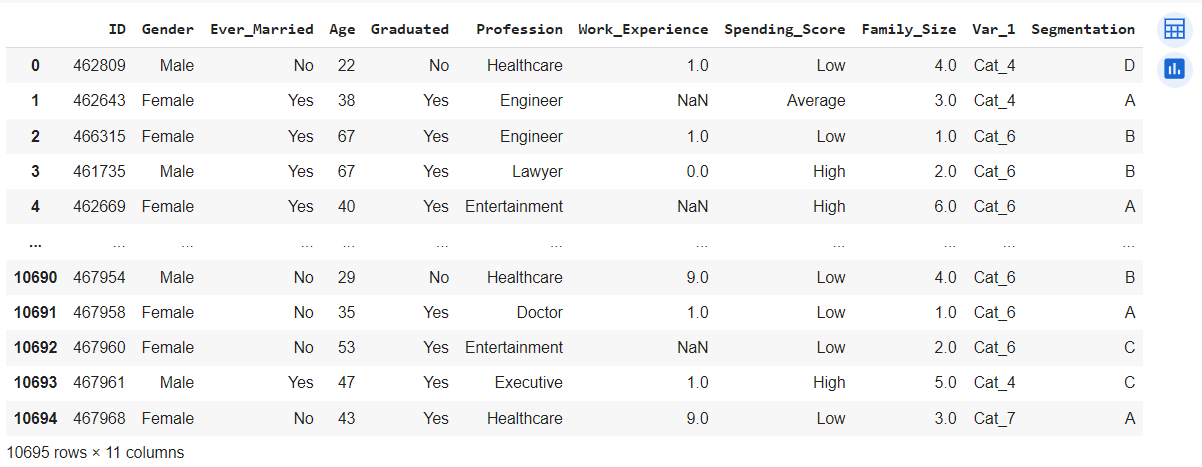 ID Gender Ever_Married Age Graduated Profession Work_Experience Spending_Score Family_Size Var_1 Segmentation
0 462809 Male No 22 No Healthcare 1.0 Low 4.0 Cat_4 D
1 462643 Female Yes 38 Yes Engineer NaN Average 3.0 Cat_4 A
2 466315 Female Yes 67 Yes Engineer 1.0 Low 1.0 Cat_6 B
3 461735 Male Yes 67 Yes Lawyer 0.0 High 2.0 Cat_6 B
4 462669 Female Yes 40 Yes Entertainment NaN High 6.0 Cat_6 A
... ... ... ... ... ... ... ... ... ... ... ...
10690 467954 Male No 29 No Healthcare 9.0 Low 4.0 Cat_6 B
10691 467958 Female No 35 Yes Doctor 1.0 Low 1.0 Cat_6 A
10692 467960 Female No 53 Yes Entertainment NaN Low 2.0 Cat_6 C
10693 467961 Male Yes 47 Yes Executive 1.0 High 5.0 Cat_4 C
10694 467968 Female No 43 Yes Healthcare 9.0 Low 3.0 Cat_7 A
10695 rows × 11 columns